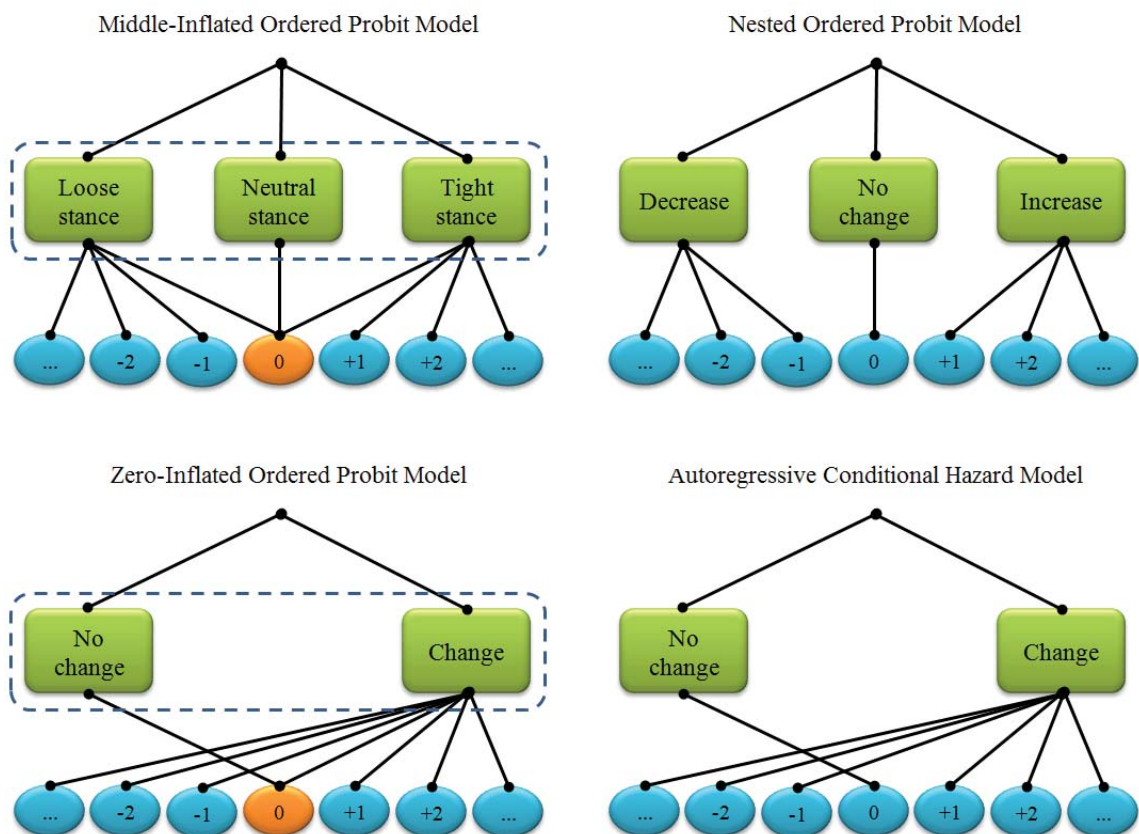 Middle-Inflated Ordered Probit Model
Loose
stance
Neutral
stance
Tight
stance
...
-2
-1
0
+1
+2
...
Nested Ordered Probit Model
Decrease
No
change
Increase
...
-2
-1
0
+1
+2
...
Zero-Inflated Ordered Probit Model
No
change
Change
...
-2
-1
0
+1
+2
...
Autoregressive Conditional Hazard Model
No
change
Change
...
-2
-1
0
+1
+2
...